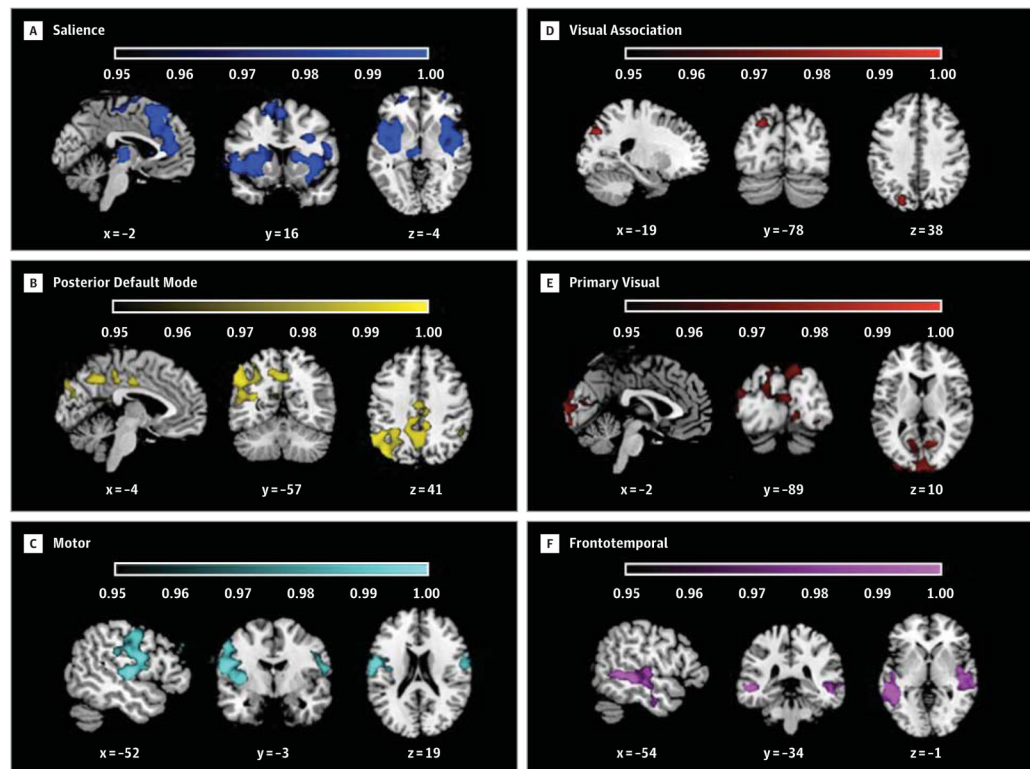 A Salience
0.95 0.96 0.97 0.98 0.99 1.00
x=–2 y=16 z=–4
B Posterior Default Mode
0.95 0.96 0.97 0.98 0.99 1.00
x=–4 y=–57 z=41
C Motor
0.95 0.96 0.97 0.98 0.99 1.00
x=–52 y=–3 z=19
D Visual Association
0.95 0.96 0.97 0.98 0.99 1.00
x=–19 y=–78 z=38
E Primary Visual
0.95 0.96 0.97 0.98 0.99 1.00
x=–2 y=–89 z=10
F Frontotemporal
0.95 0.96 0.97 0.98 0.99 1.00
x=–54 y=–34 z=–1